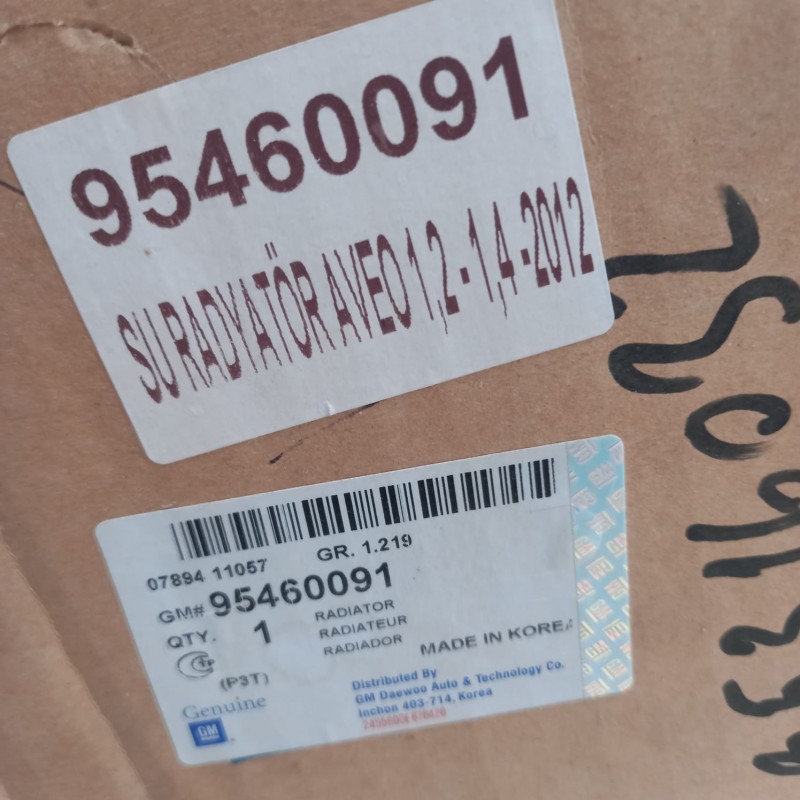 95460091
SU RADYATÖR AVEO 1,2 - 1,4 -2012
07894 11057
GR. 1.219
GM# 95460091
QTY. 1
RADIATOR
RADIATEUR
RADIADOR
MADE IN KOREA
(P3T)
Distributed By
GM Daewoo Auto & Technology Co.
Inchon 403-714, Korea
Genuine
GM